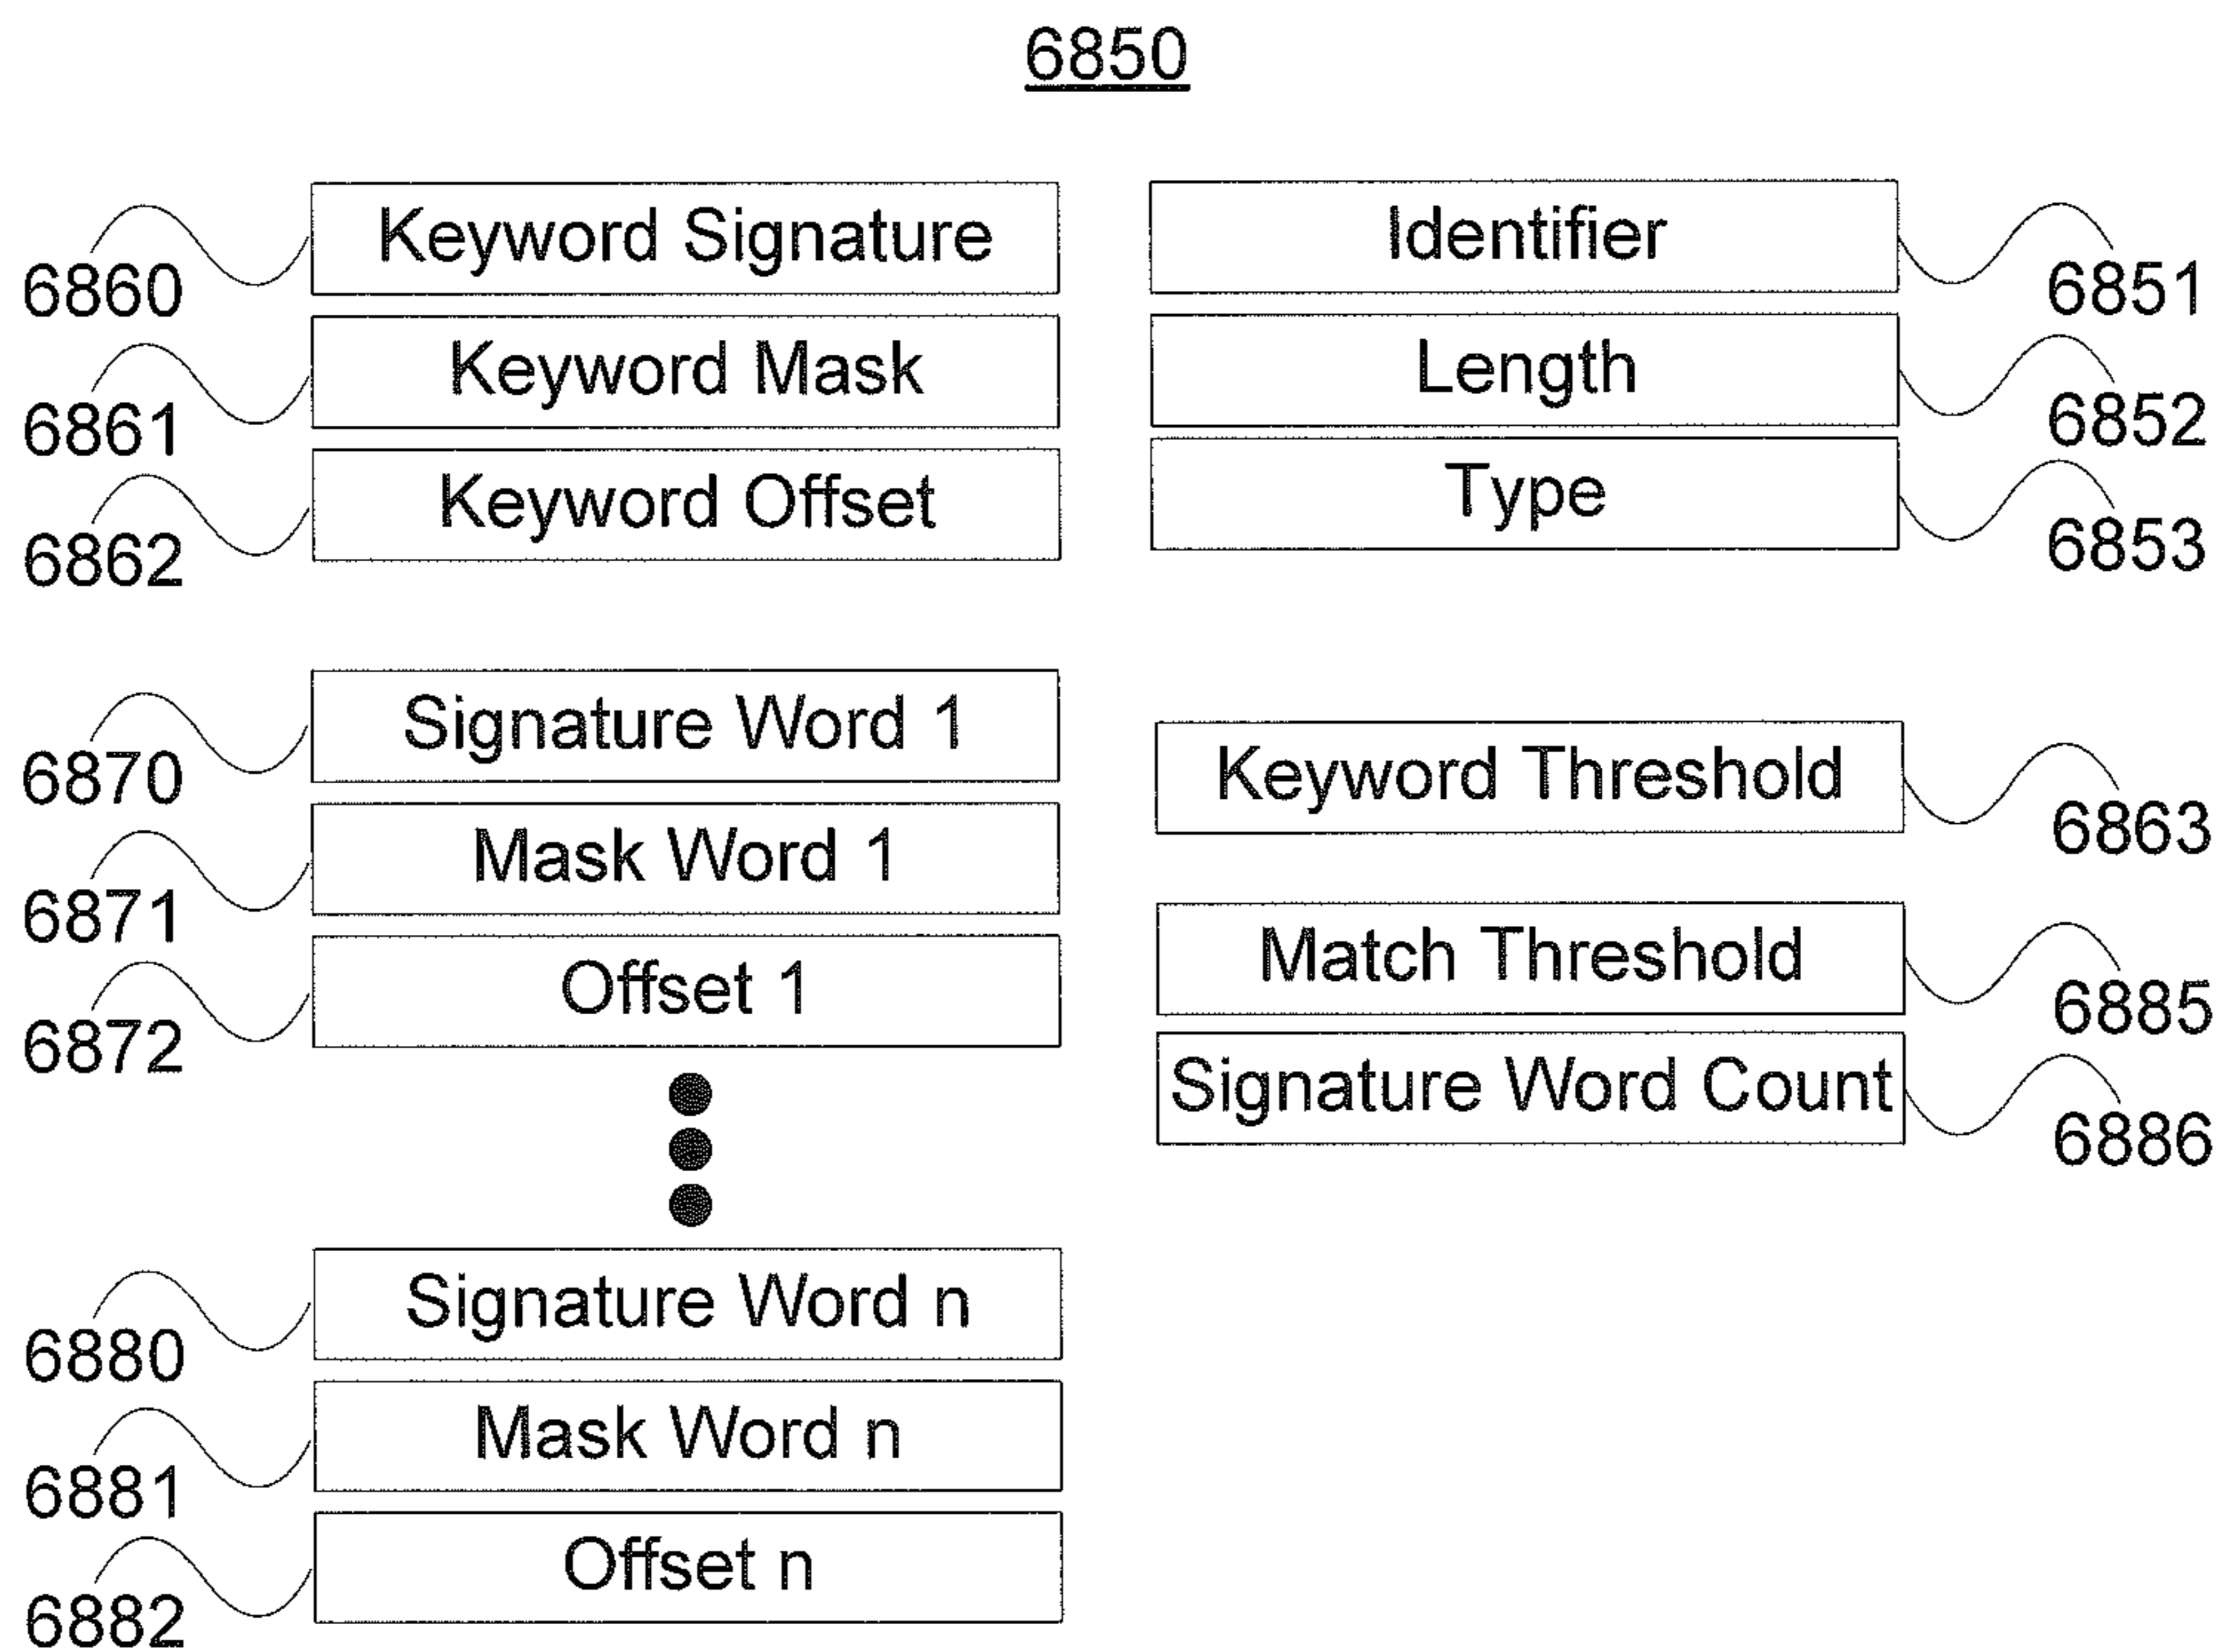 6850
Keyword Signature
6860
Keyword Mask
6861
Keyword Offset
6862
Identifier
6851
Length
6852
Type
6853
Signature Word 1
6870
Mask Word 1
6871
Offset 1
6872
Keyword Threshold
6863
Match Threshold
6885
Signature Word Count
6886
Signature Word n
6880
Mask Word n
6881
Offset n
6882